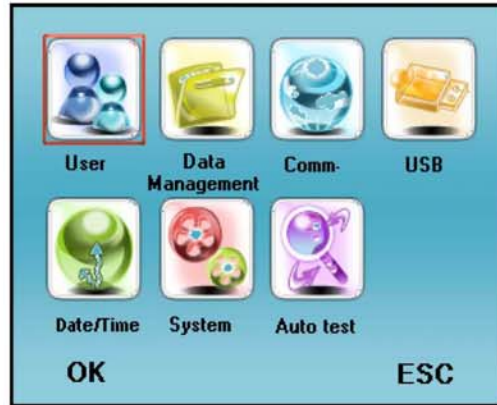 User
Data
Management
Comm.
USB
Date/Time
System
Auto test
OK
ESC